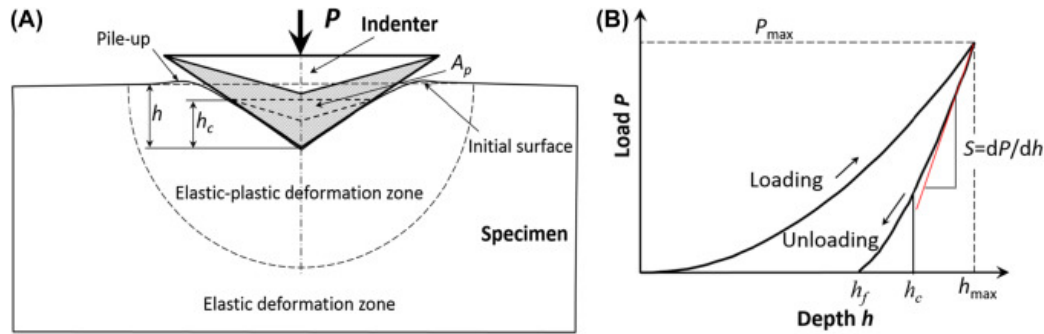 (A)
P
Indenter
Pile-up
A_p
h
h_c
Initial surface
Elastic-plastic deformation zone
Specimen
Elastic deformation zone
(B)
P_max
Load P
S=dP/dh
Loading
Unloading
h_f
h_c
h_max
Depth h